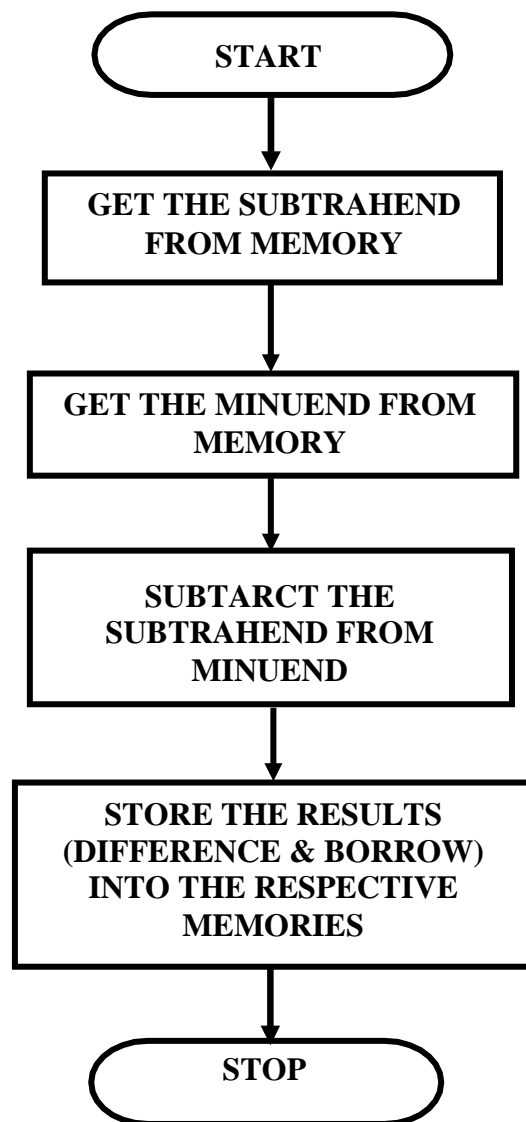 START
GET THE SUBTRAHEND
FROM MEMORY
GET THE MINUEND FROM
MEMORY
SUBTARCT THE
SUBTRAHEND FROM
MINUEND
STORE THE RESULTS
(DIFFERENCE & BORROW)
INTO THE RESPECTIVE
MEMORIES
STOP